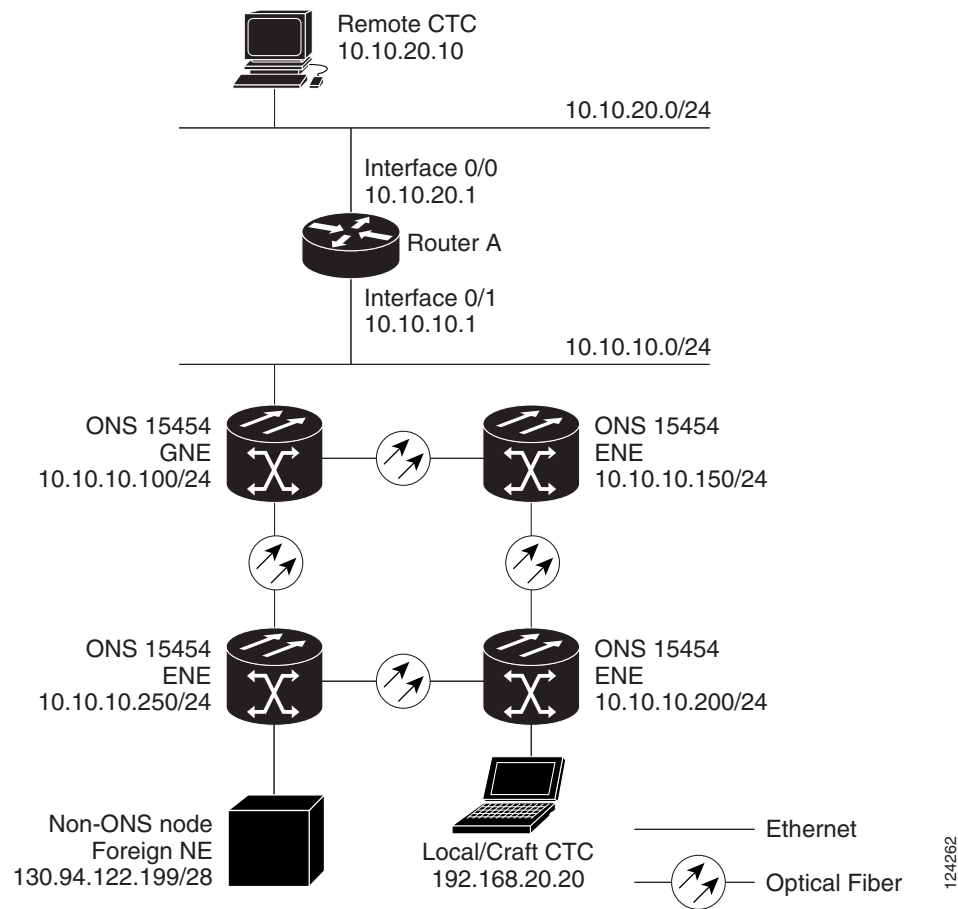 Remote CTC
10.10.20.10
10.10.20.0/24
Interface 0/0
10.10.20.1
Router A
Interface 0/1
10.10.10.1
10.10.10.0/24
ONS 15454
GNE
10.10.10.100/24
ONS 15454
ENE
10.10.10.150/24
ONS 15454
ENE
10.10.10.250/24
ONS 15454
ENE
10.10.10.200/24
Non-ONS node
Foreign NE
130.94.122.199/28
Local/Craft CTC
192.168.20.20
Ethernet
Optical Fiber
124262